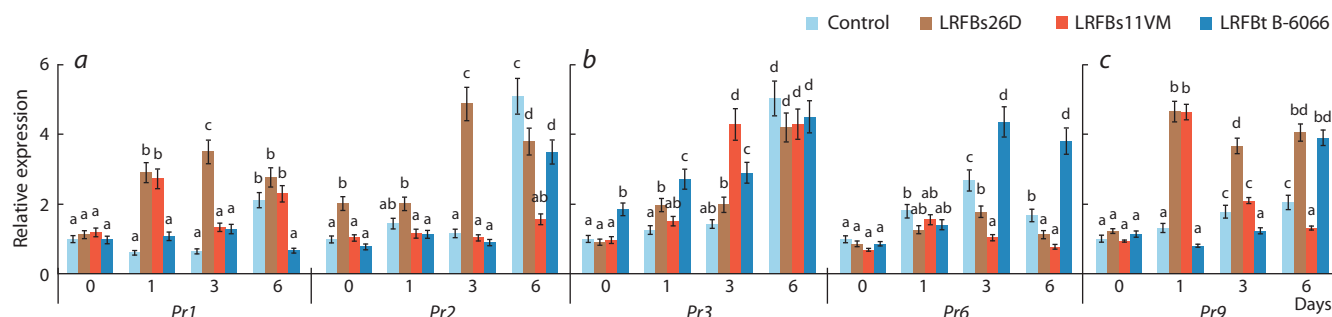 Control LRFBs26D LRFBs11VM LRFBt B-6066
Relative expression
6
4
2
0
a
b
c
a a a a
a b b a
a c a a
b b b a
a b a a
ab b a a
a c a a
c d ab d
a a a b
a b ab c
ab b d c
d d d d
a a a a
b ab ab ab
c b a d
b a a d
a a a a
a b b a
c d c a
c bd a bd
0 1 3 6 0 1 3 6 0 1 3 6 0 1 3 6 0 1 3 6
Pr1 Pr2 Pr3 Pr6 Pr9 Days